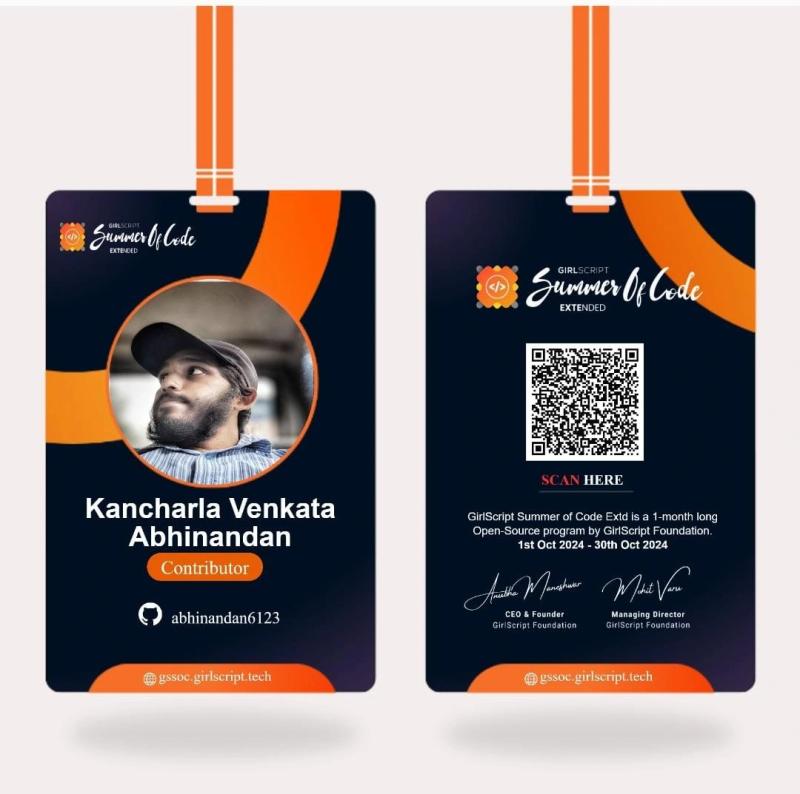 GIRLSCRIPT
Summer Of Code
EXTENDED
Kancharla Venkata
Abhinandan
Contributor
abhinandan6123
gssoc.girlscript.tech
GIRLSCRIPT
Summer Of Code
EXTENDED
SCAN HERE
GirlScript Summer of Code Extd is a 1-month long
Open-Source program by GirlScript Foundation.
1st Oct 2024 - 30th Oct 2024
Anubha Maneshwar
Mohit Varu
CEO & Founder
GirlScript Foundation
Managing Director
GirlScript Foundation
gssoc.girlscript.tech